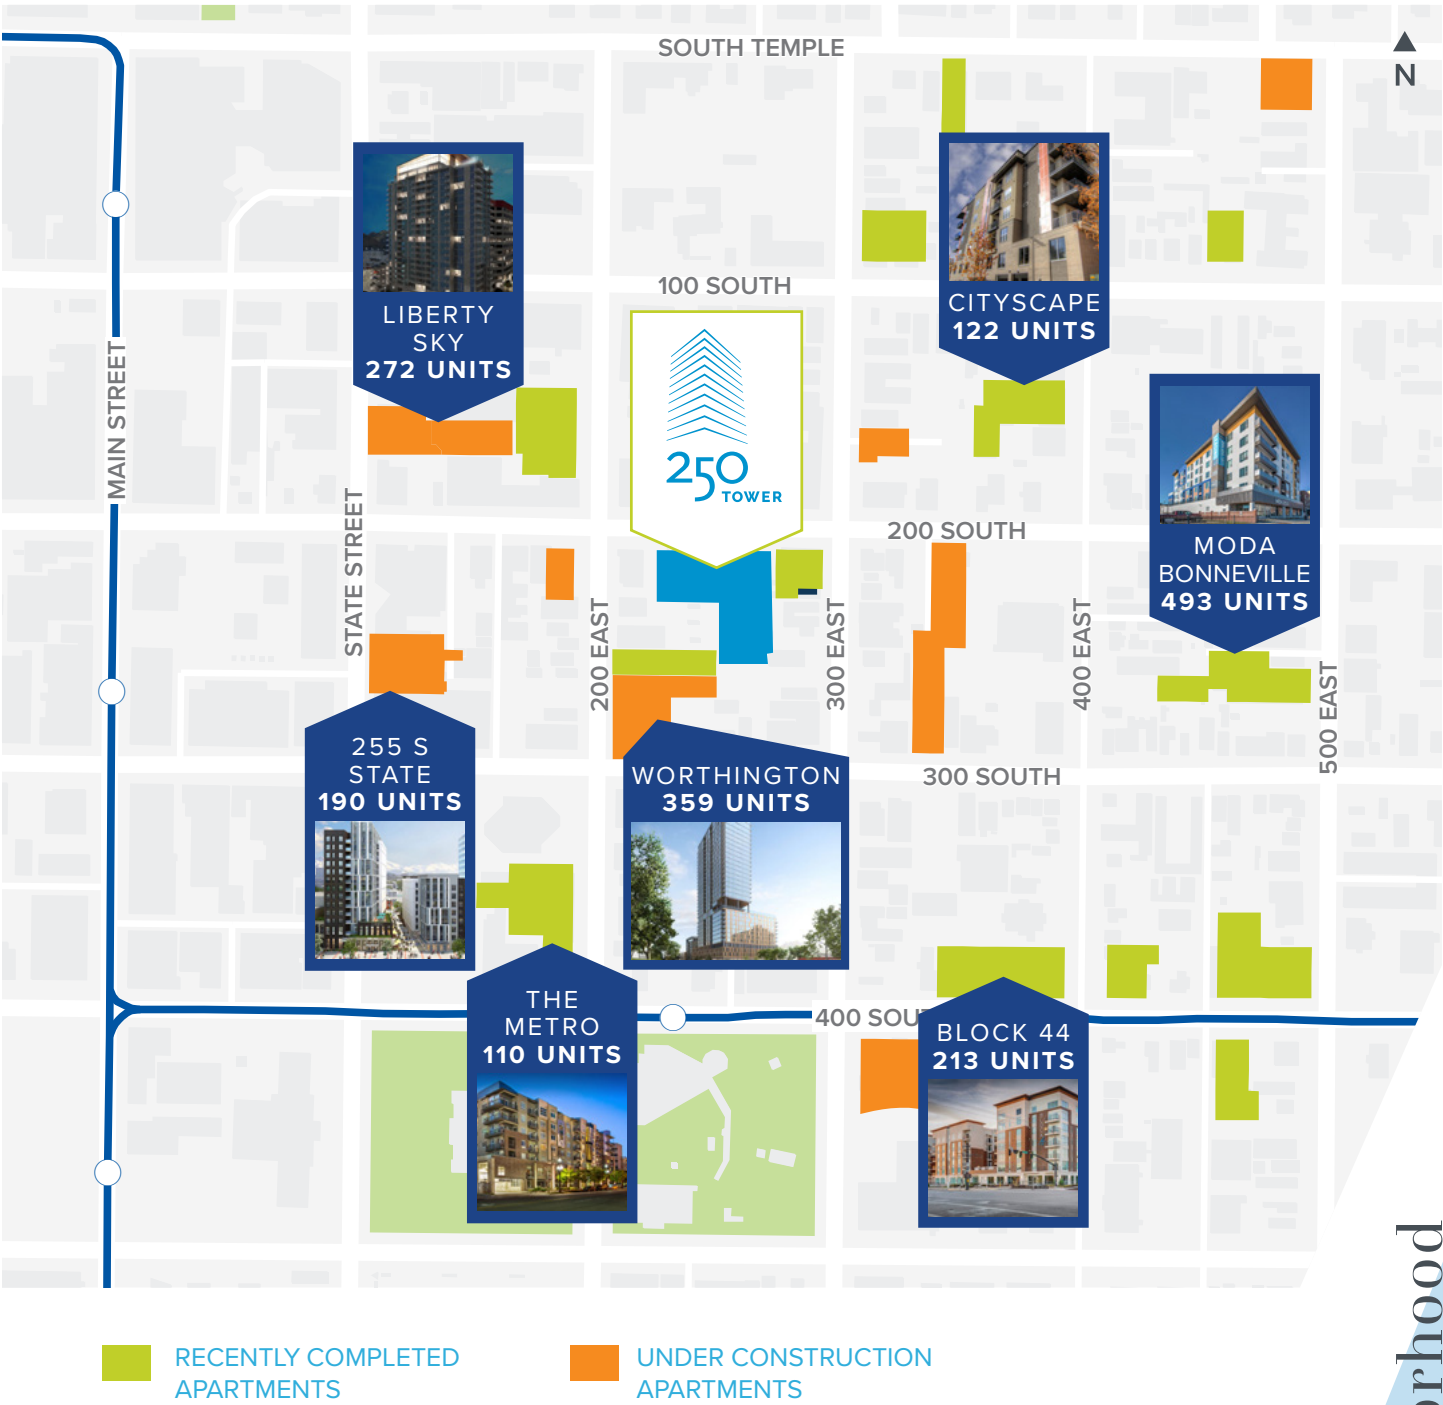 SOUTH TEMPLE
N
LIBERTY
SKY
272 UNITS
100 SOUTH
CITYSCAPE
122 UNITS
MAIN STREET
250
TOWER
STATE STREET
200 SOUTH
MODA
BONNEVILLE
493 UNITS
200 EAST
300 EAST
400 EAST
500 EAST
255 S
STATE
190 UNITS
WORTHINGTON
359 UNITS
300 SOUTH
THE
METRO
110 UNITS
400 SOU
BLOCK 44
213 UNITS
RECENTLY COMPLETED
APARTMENTS
UNDER CONSTRUCTION
APARTMENTS
orhood